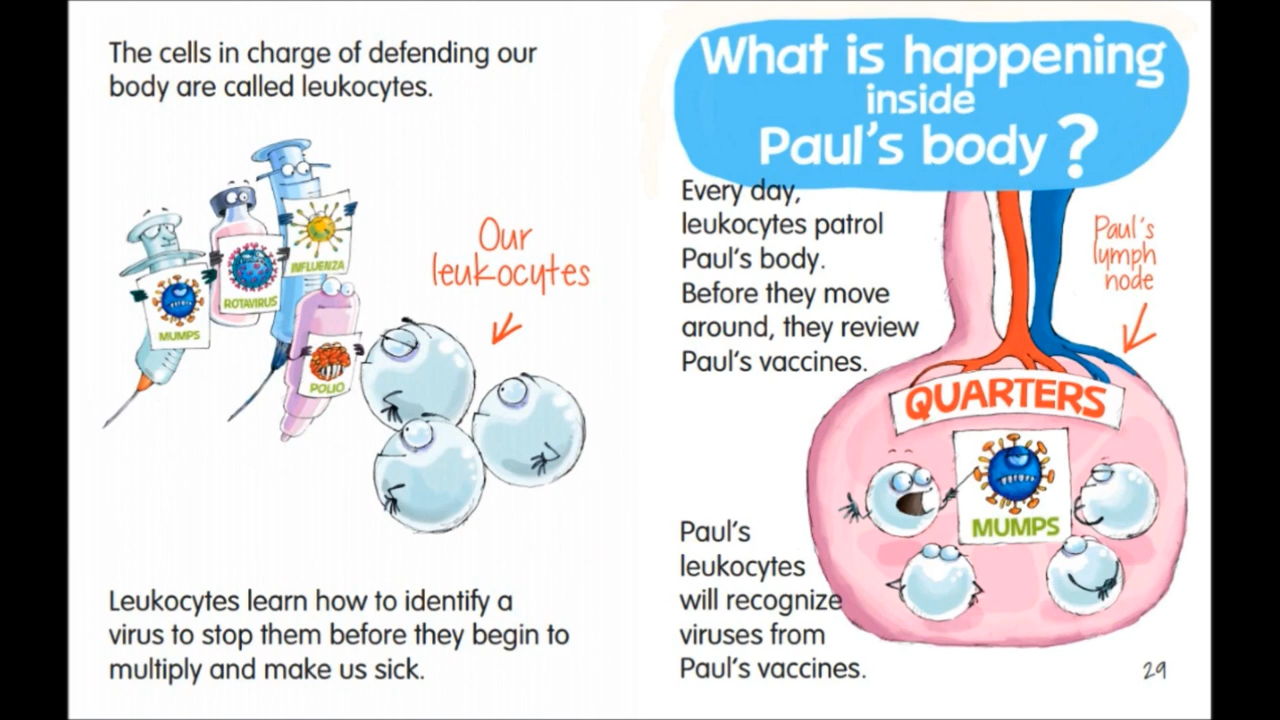 The cells in charge of defending our
body are called leukocytes.
INFLUENZA
ROTAVIRUS
MUMPS
POLIO
Our
leukocytes
Leukocytes learn how to identify a
virus to stop them before they begin to
multiply and make us sick.
What is happening
inside
Paul's body?
Every day,
leukocytes patrol
Paul's body.
Before they move
around, they review
Paul's vaccines.
Paul's
lymph
node
QUARTERS
MUMPS
Paul's
leukocytes
will recognize
viruses from
Paul's vaccines.
29